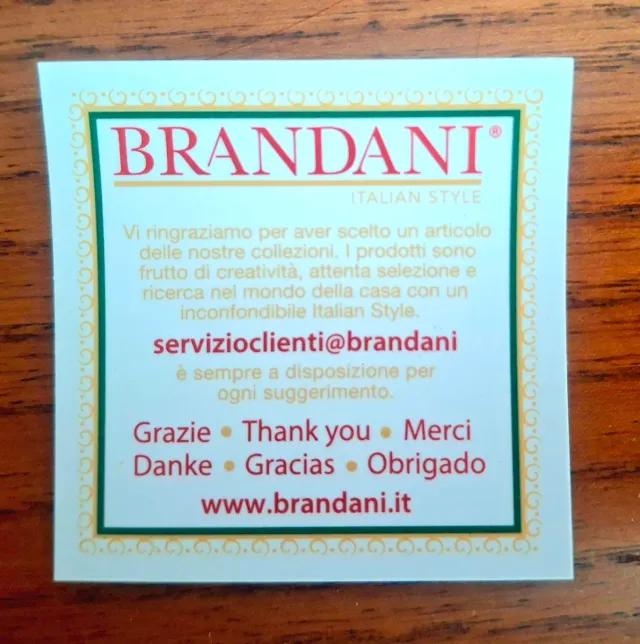 BRANDANI®
ITALIAN STYLE
Vi ringraziamo per aver scelto un articolo
delle nostre collezioni. I prodotti sono
frutto di creatività, attenta selezione e
ricerca nel mondo della casa con un
inconfondibile Italian Style.
servizioclienti@brandani
è sempre a disposizione per
ogni suggerimento.
Grazie • Thank you • Merci
Danke • Gracias • Obrigado
www.brandani.it